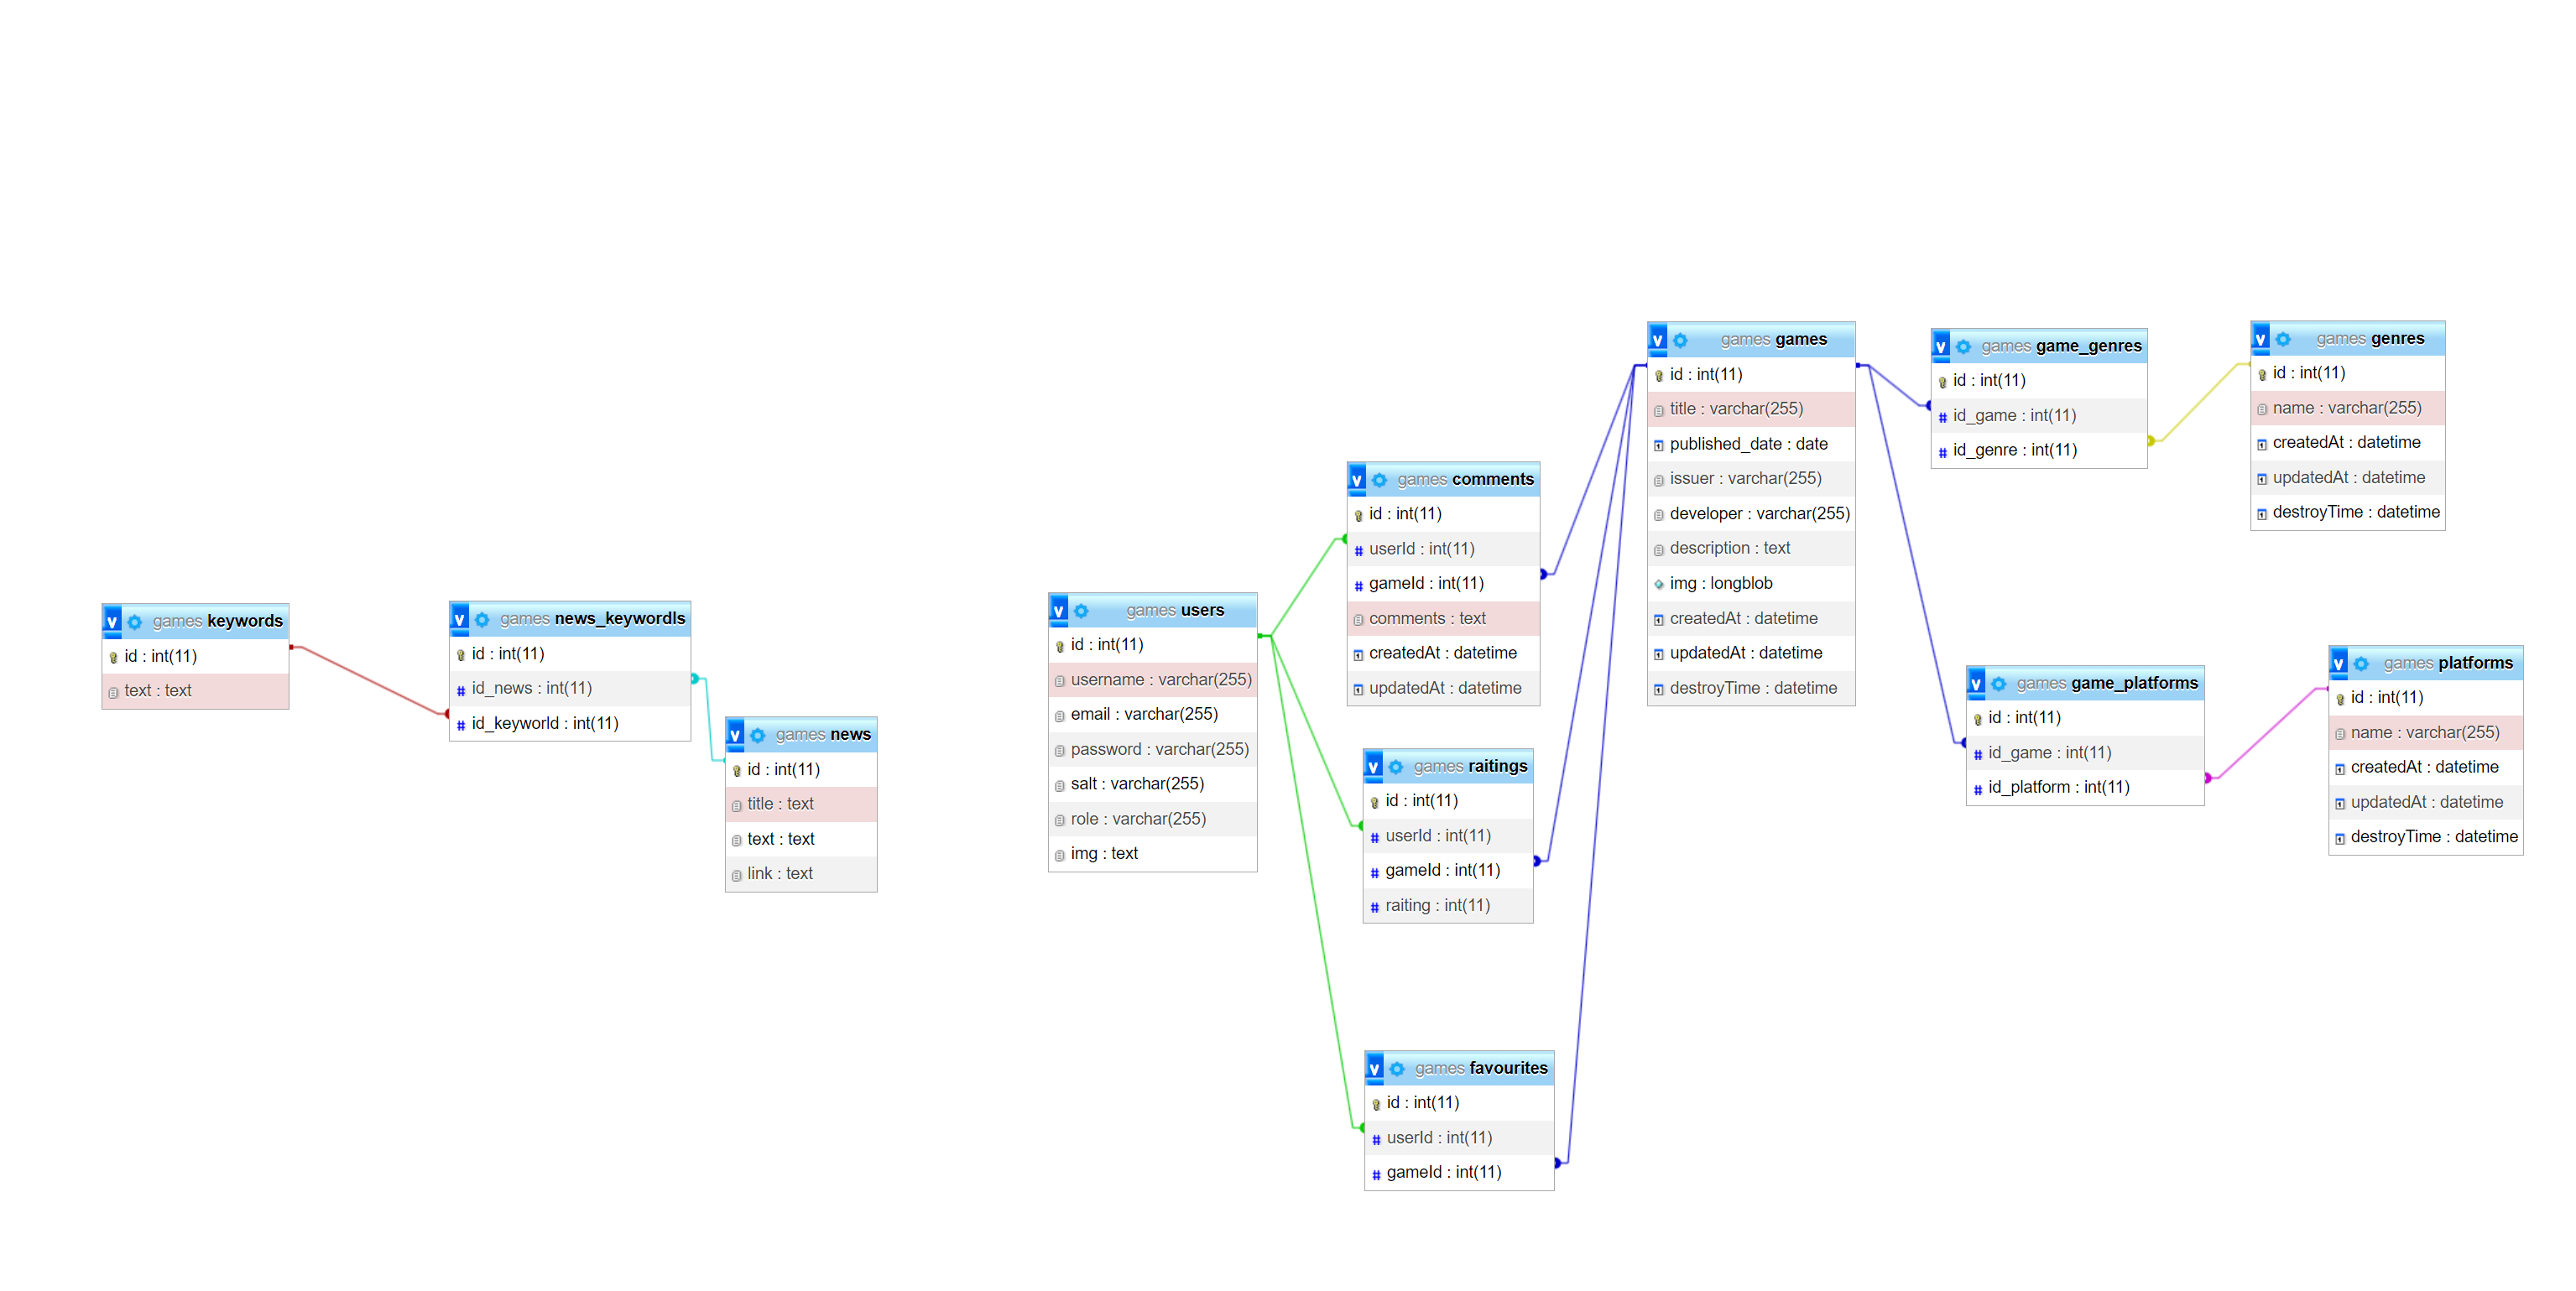 games keywords
id : int(11)
text : text
games news_keywordls
id : int(11)
id_news : int(11)
id_keyworld : int(11)
games news
id : int(11)
title : text
text : text
link : text
games users
id : int(11)
username : varchar(255)
email : varchar(255)
password : varchar(255)
salt : varchar(255)
role : varchar(255)
img : text
games comments
id : int(11)
userId : int(11)
gameId : int(11)
comments : text
createdAt : datetime
updatedAt : datetime
games raitings
id : int(11)
userId : int(11)
gameId : int(11)
raiting : int(11)
games favourites
id : int(11)
userId : int(11)
gameId : int(11)
games games
id : int(11)
title : varchar(255)
published_date : date
issuer : varchar(255)
developer : varchar(255)
description : text
img : longblob
createdAt : datetime
updatedAt : datetime
destroyTime : datetime
games game_genres
id : int(11)
id_game : int(11)
id_genre : int(11)
games genres
id : int(11)
name : varchar(255)
createdAt : datetime
updatedAt : datetime
destroyTime : datetime
games game_platforms
id : int(11)
id_game : int(11)
id_platform : int(11)
games platforms
id : int(11)
name : varchar(255)
createdAt : datetime
updatedAt : datetime
destroyTime : datetime